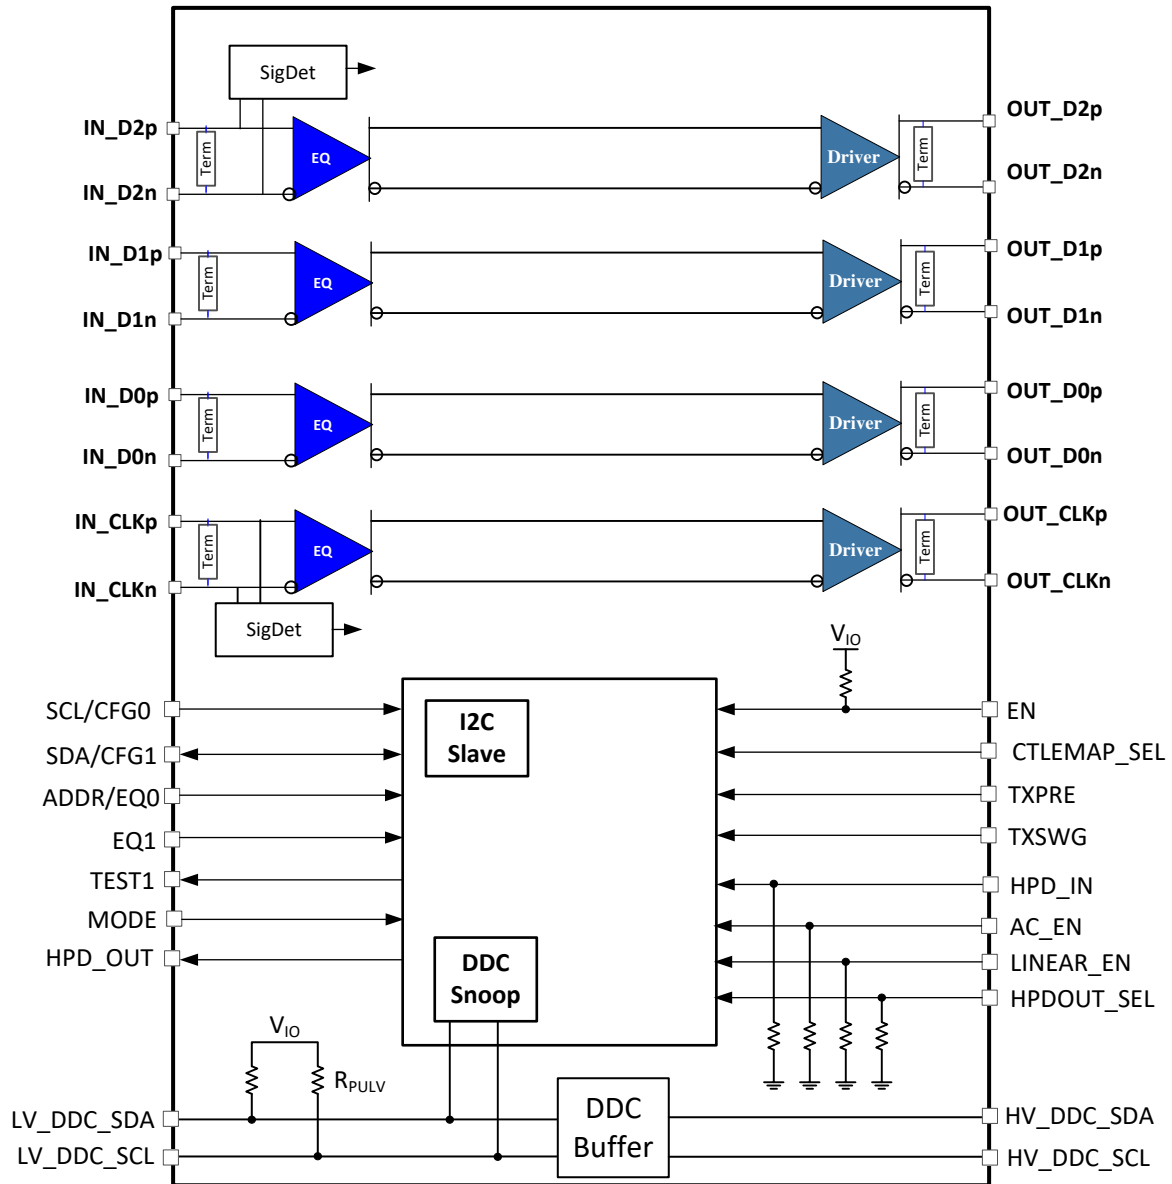 SigDet
IN_D2p
Term
EQ
Driver
Term
OUT_D2p
IN_D2n
OUT_D2n
IN_D1p
Term
EQ
Driver
Term
OUT_D1p
IN_D1n
OUT_D1n
IN_D0p
Term
EQ
Driver
Term
OUT_D0p
IN_D0n
OUT_D0n
IN_CLKp
Term
EQ
Driver
Term
OUT_CLKp
IN_CLKn
OUT_CLKn
SigDet
VIO
SCL/CFG0
SDA/CFG1
ADDR/EQ0
EQ1
TEST1
MODE
HPD_OUT
I2C
Slave
DDC
Snoop
EN
CTLEMAP_SEL
TXPRE
TXSWG
HPD_IN
AC_EN
LINEAR_EN
HPDOUT_SEL
VIO
RPULV
LV_DDC_SDA
LV_DDC_SCL
DDC
Buffer
HV_DDC_SDA
HV_DDC_SCL